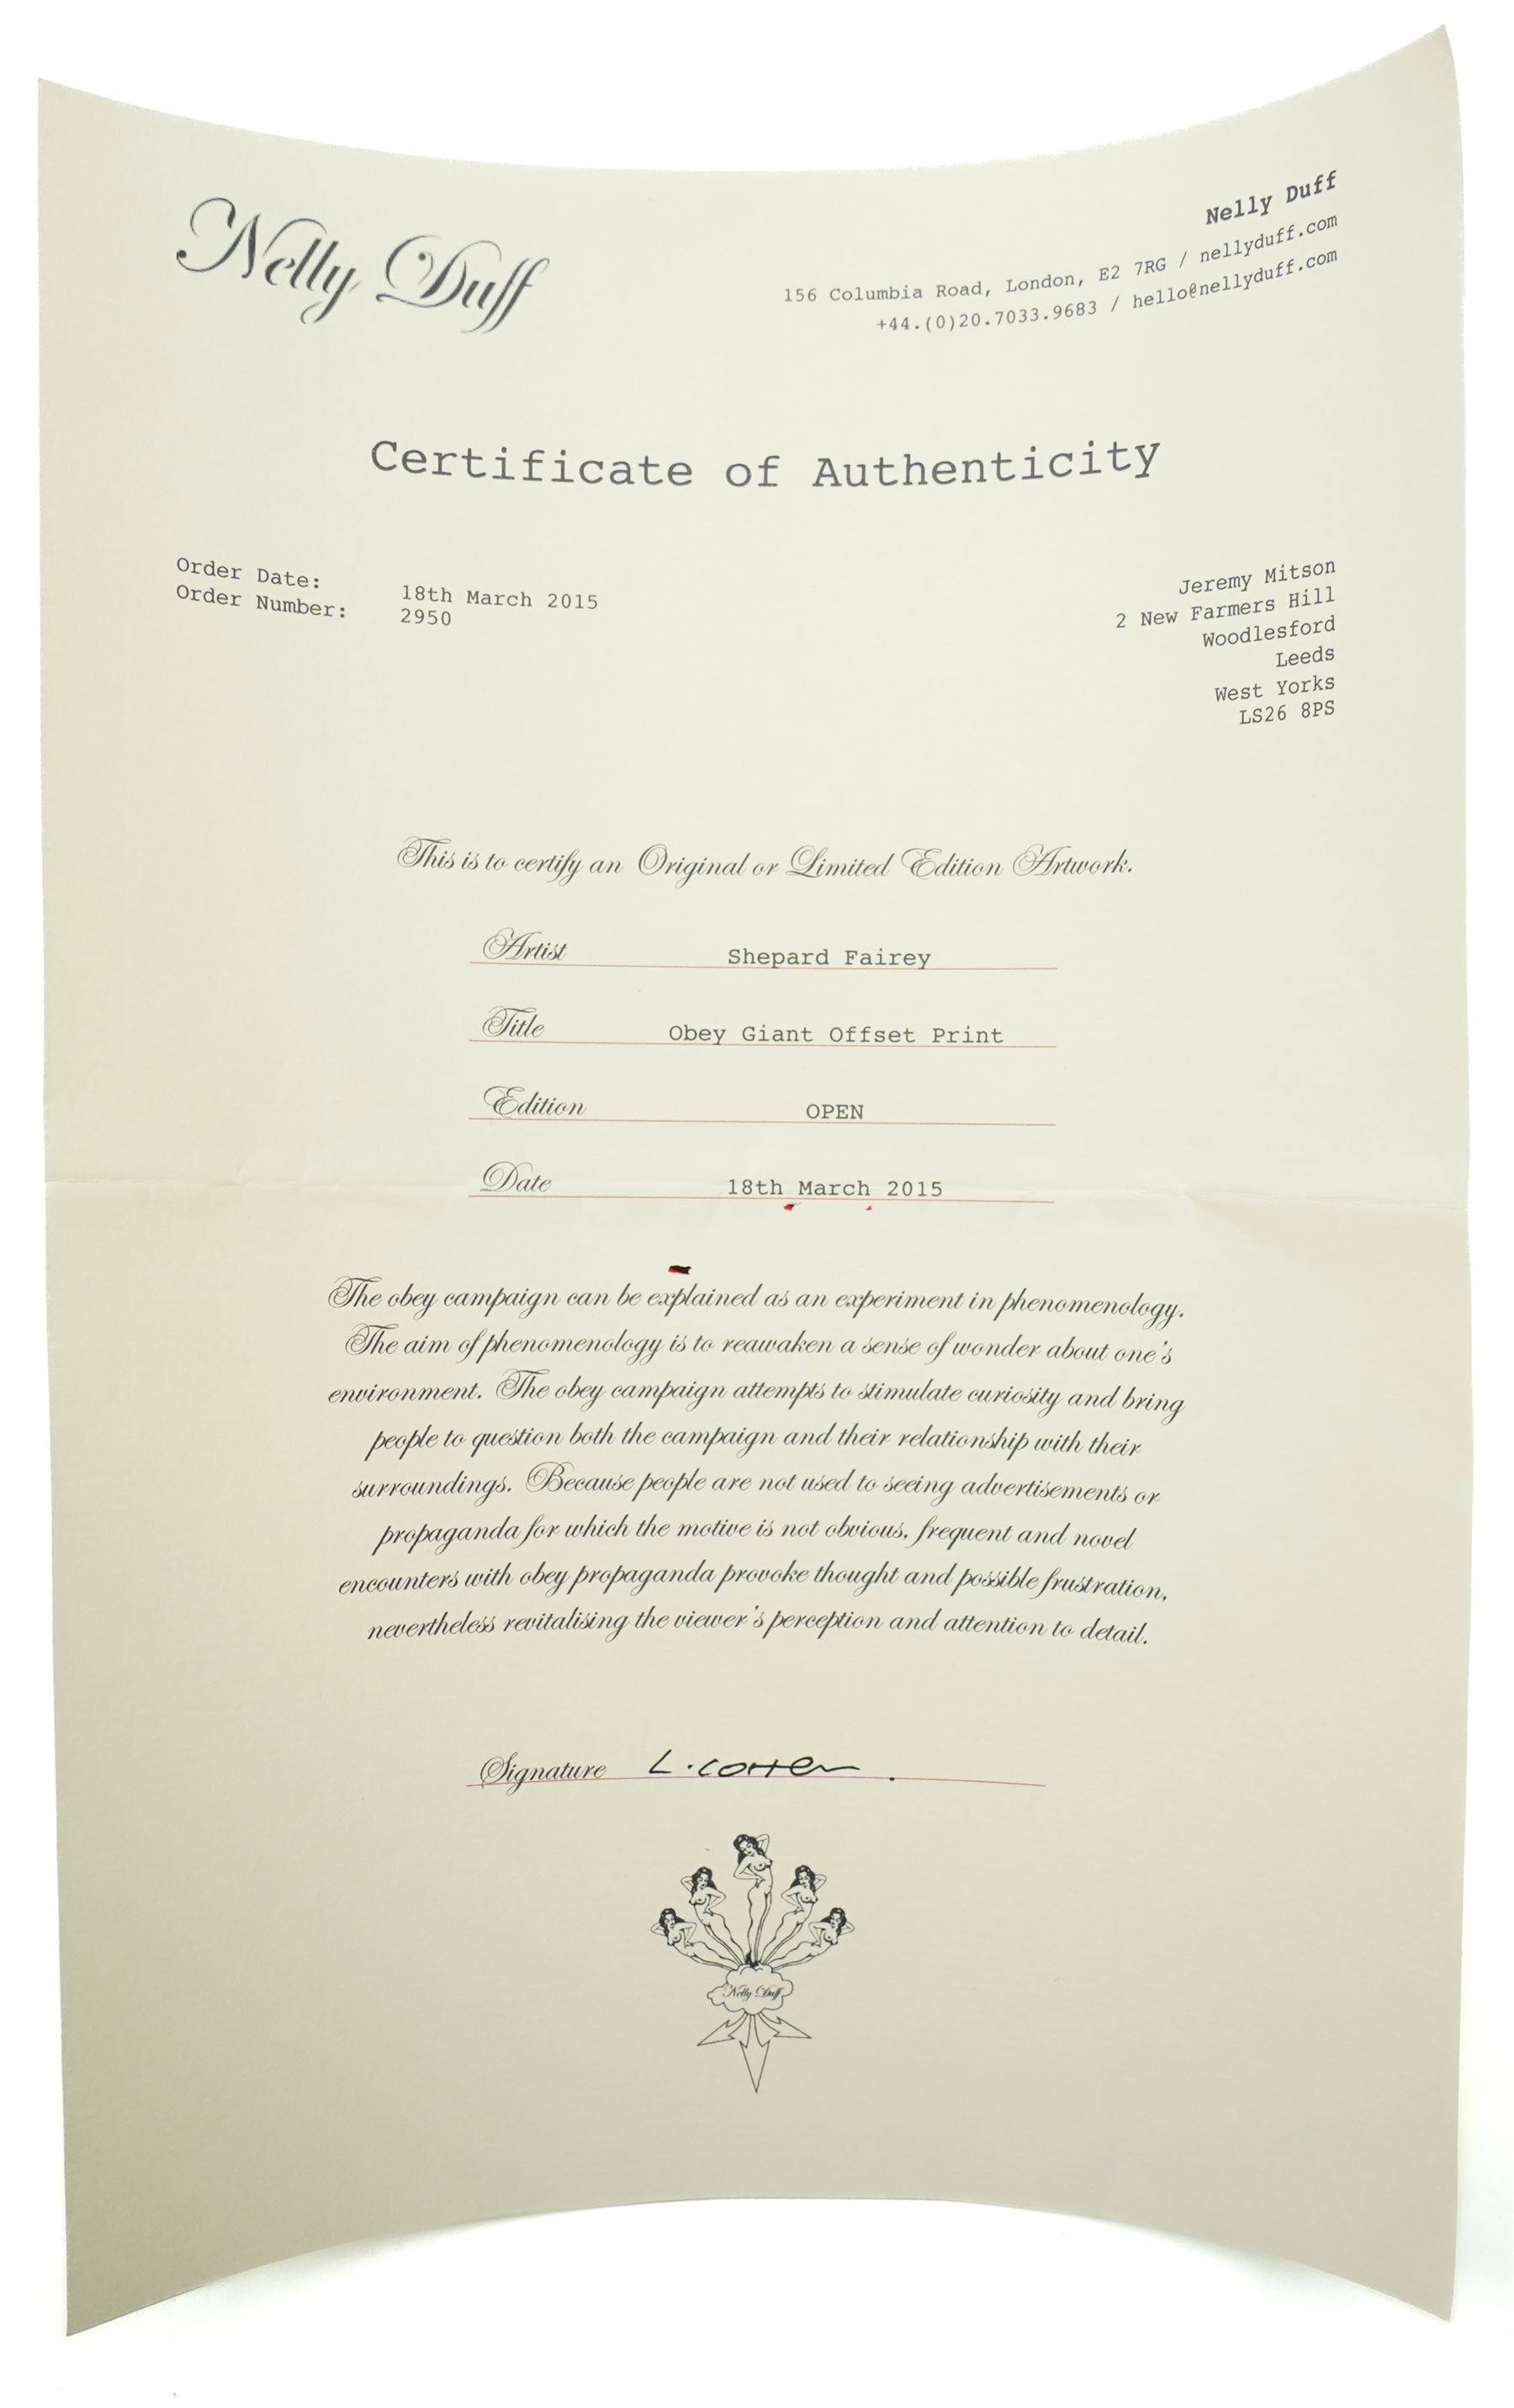 Nelly Duff
Nelly Duff
156 Columbia Road, London, E2 7RG / nellyduff.com
+44.(0)20.7033.9683 / hello@nellyduff.com
Certificate of Authenticity
Order Date: 18th March 2015
Order Number: 2950
Jeremy Mitson
2 New Farmers Hill
Woodlesford
Leeds
West Yorks
LS26 8PS
This is to certify an Original or Limited Edition Artwork.
Artist Shepard Fairey
Title Obey Giant Offset Print
Edition OPEN
Date 18th March 2015
The obey campaign can be explained as an experiment in phenomenology.
The aim of phenomenology is to reawaken a sense of wonder about one's
environment. The obey campaign attempts to stimulate curiosity and bring
people to question both the campaign and their relationship with their
surroundings. Because people are not used to seeing advertisements or
propaganda for which the motive is not obvious, frequent and novel
encounters with obey propaganda provoke thought and possible frustration,
nevertheless revitalising the viewer's perception and attention to detail.
Signature L.
Nelly Duff